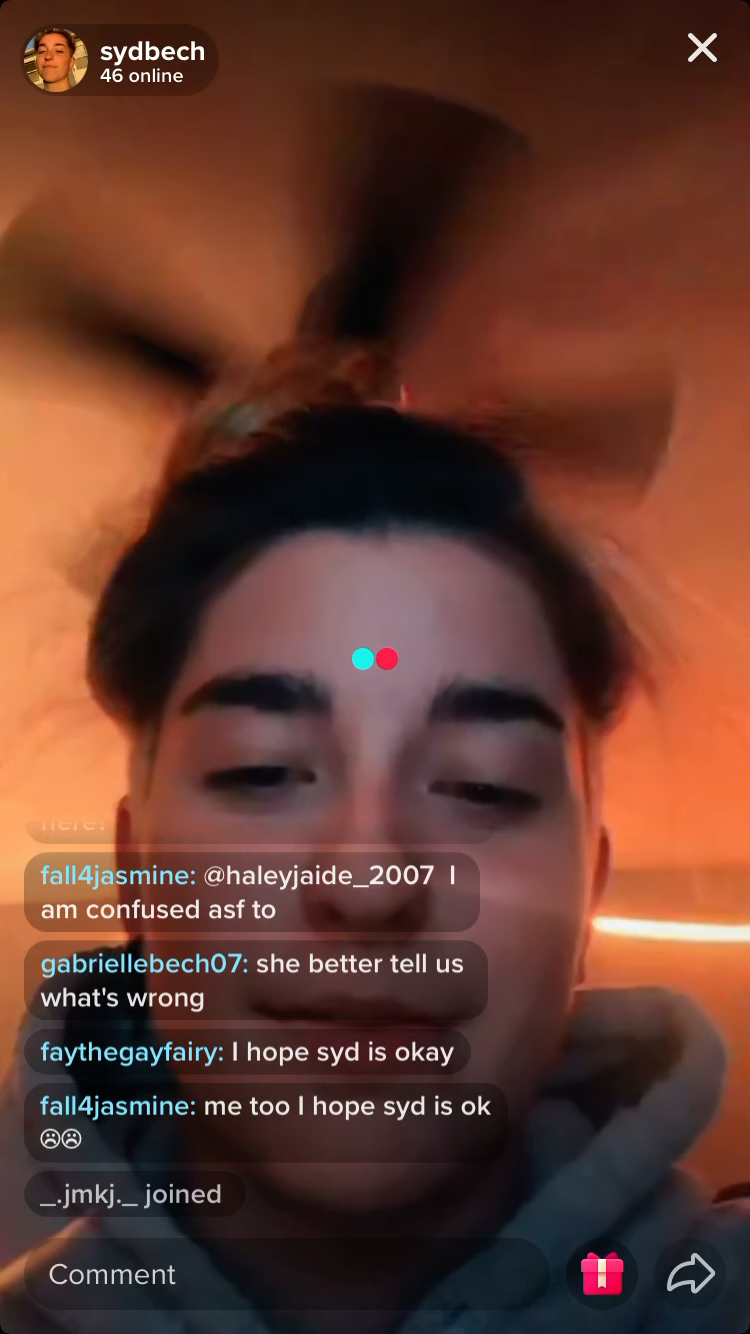 sydbech
46 online
here?
fall4jasmine: @haleyjaide_2007 I
am confused asf to
gabriellebech07: she better tell us
what's wrong
faythegayfairy: I hope syd is okay
fall4jasmine: me too I hope syd is ok
☹☹
_.jmkj._ joined
Comment